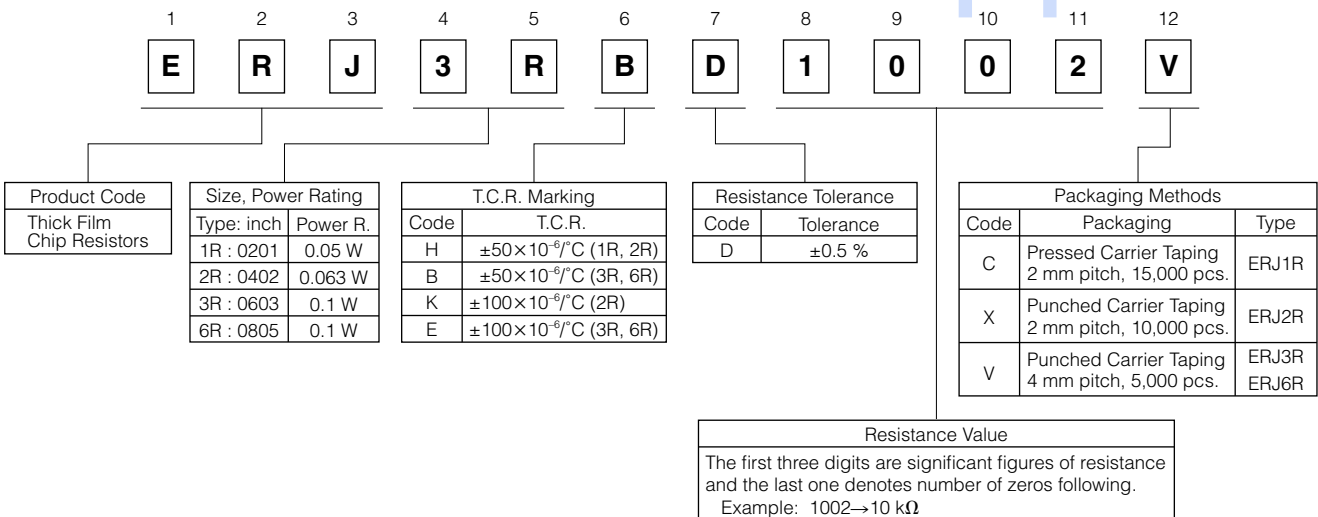 1 2 3 4 5 6 7 8 9 10 11 12
E R J 3 R B D 1 0 0 2 V
Product Code
Thick Film
Chip Resistors
Size, Power Rating
Type: inch Power R.
1R : 0201 0.05 W
2R : 0402 0.063 W
3R : 0603 0.1 W
6R : 0805 0.1 W
T.C.R. Marking
Code T.C.R.
H ±50×10⁻⁶/°C (1R, 2R)
B ±50×10⁻⁶/°C (3R, 6R)
K ±100×10⁻⁶/°C (2R)
E ±100×10⁻⁶/°C (3R, 6R)
Resistance Tolerance
Code Tolerance
D ±0.5 %
Packaging Methods
Code Packaging Type
C Pressed Carrier Taping
2 mm pitch, 15,000 pcs. ERJ1R
X Punched Carrier Taping
2 mm pitch, 10,000 pcs. ERJ2R
V Punched Carrier Taping ERJ3R
4 mm pitch, 5,000 pcs. ERJ6R
Resistance Value
The first three digits are significant figures of resistance
and the last one denotes number of zeros following.
Example: 1002→10 kΩ